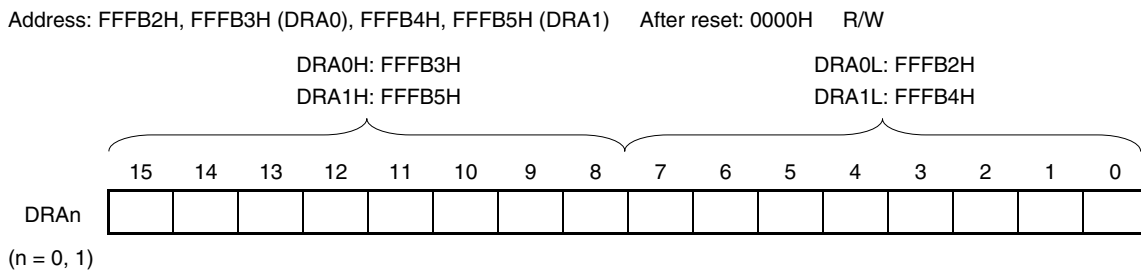 Address: FFFB2H, FFFB3H (DRA0), FFFB4H, FFFB5H (DRA1) After reset: 0000H R/W
DRA0H: FFFB3H DRA0L: FFFB2H
DRA1H: FFFB5H DRA1L: FFFB4H
15 14 13 12 11 10 9 8 7 6 5 4 3 2 1 0
DRAn
(n = 0, 1)